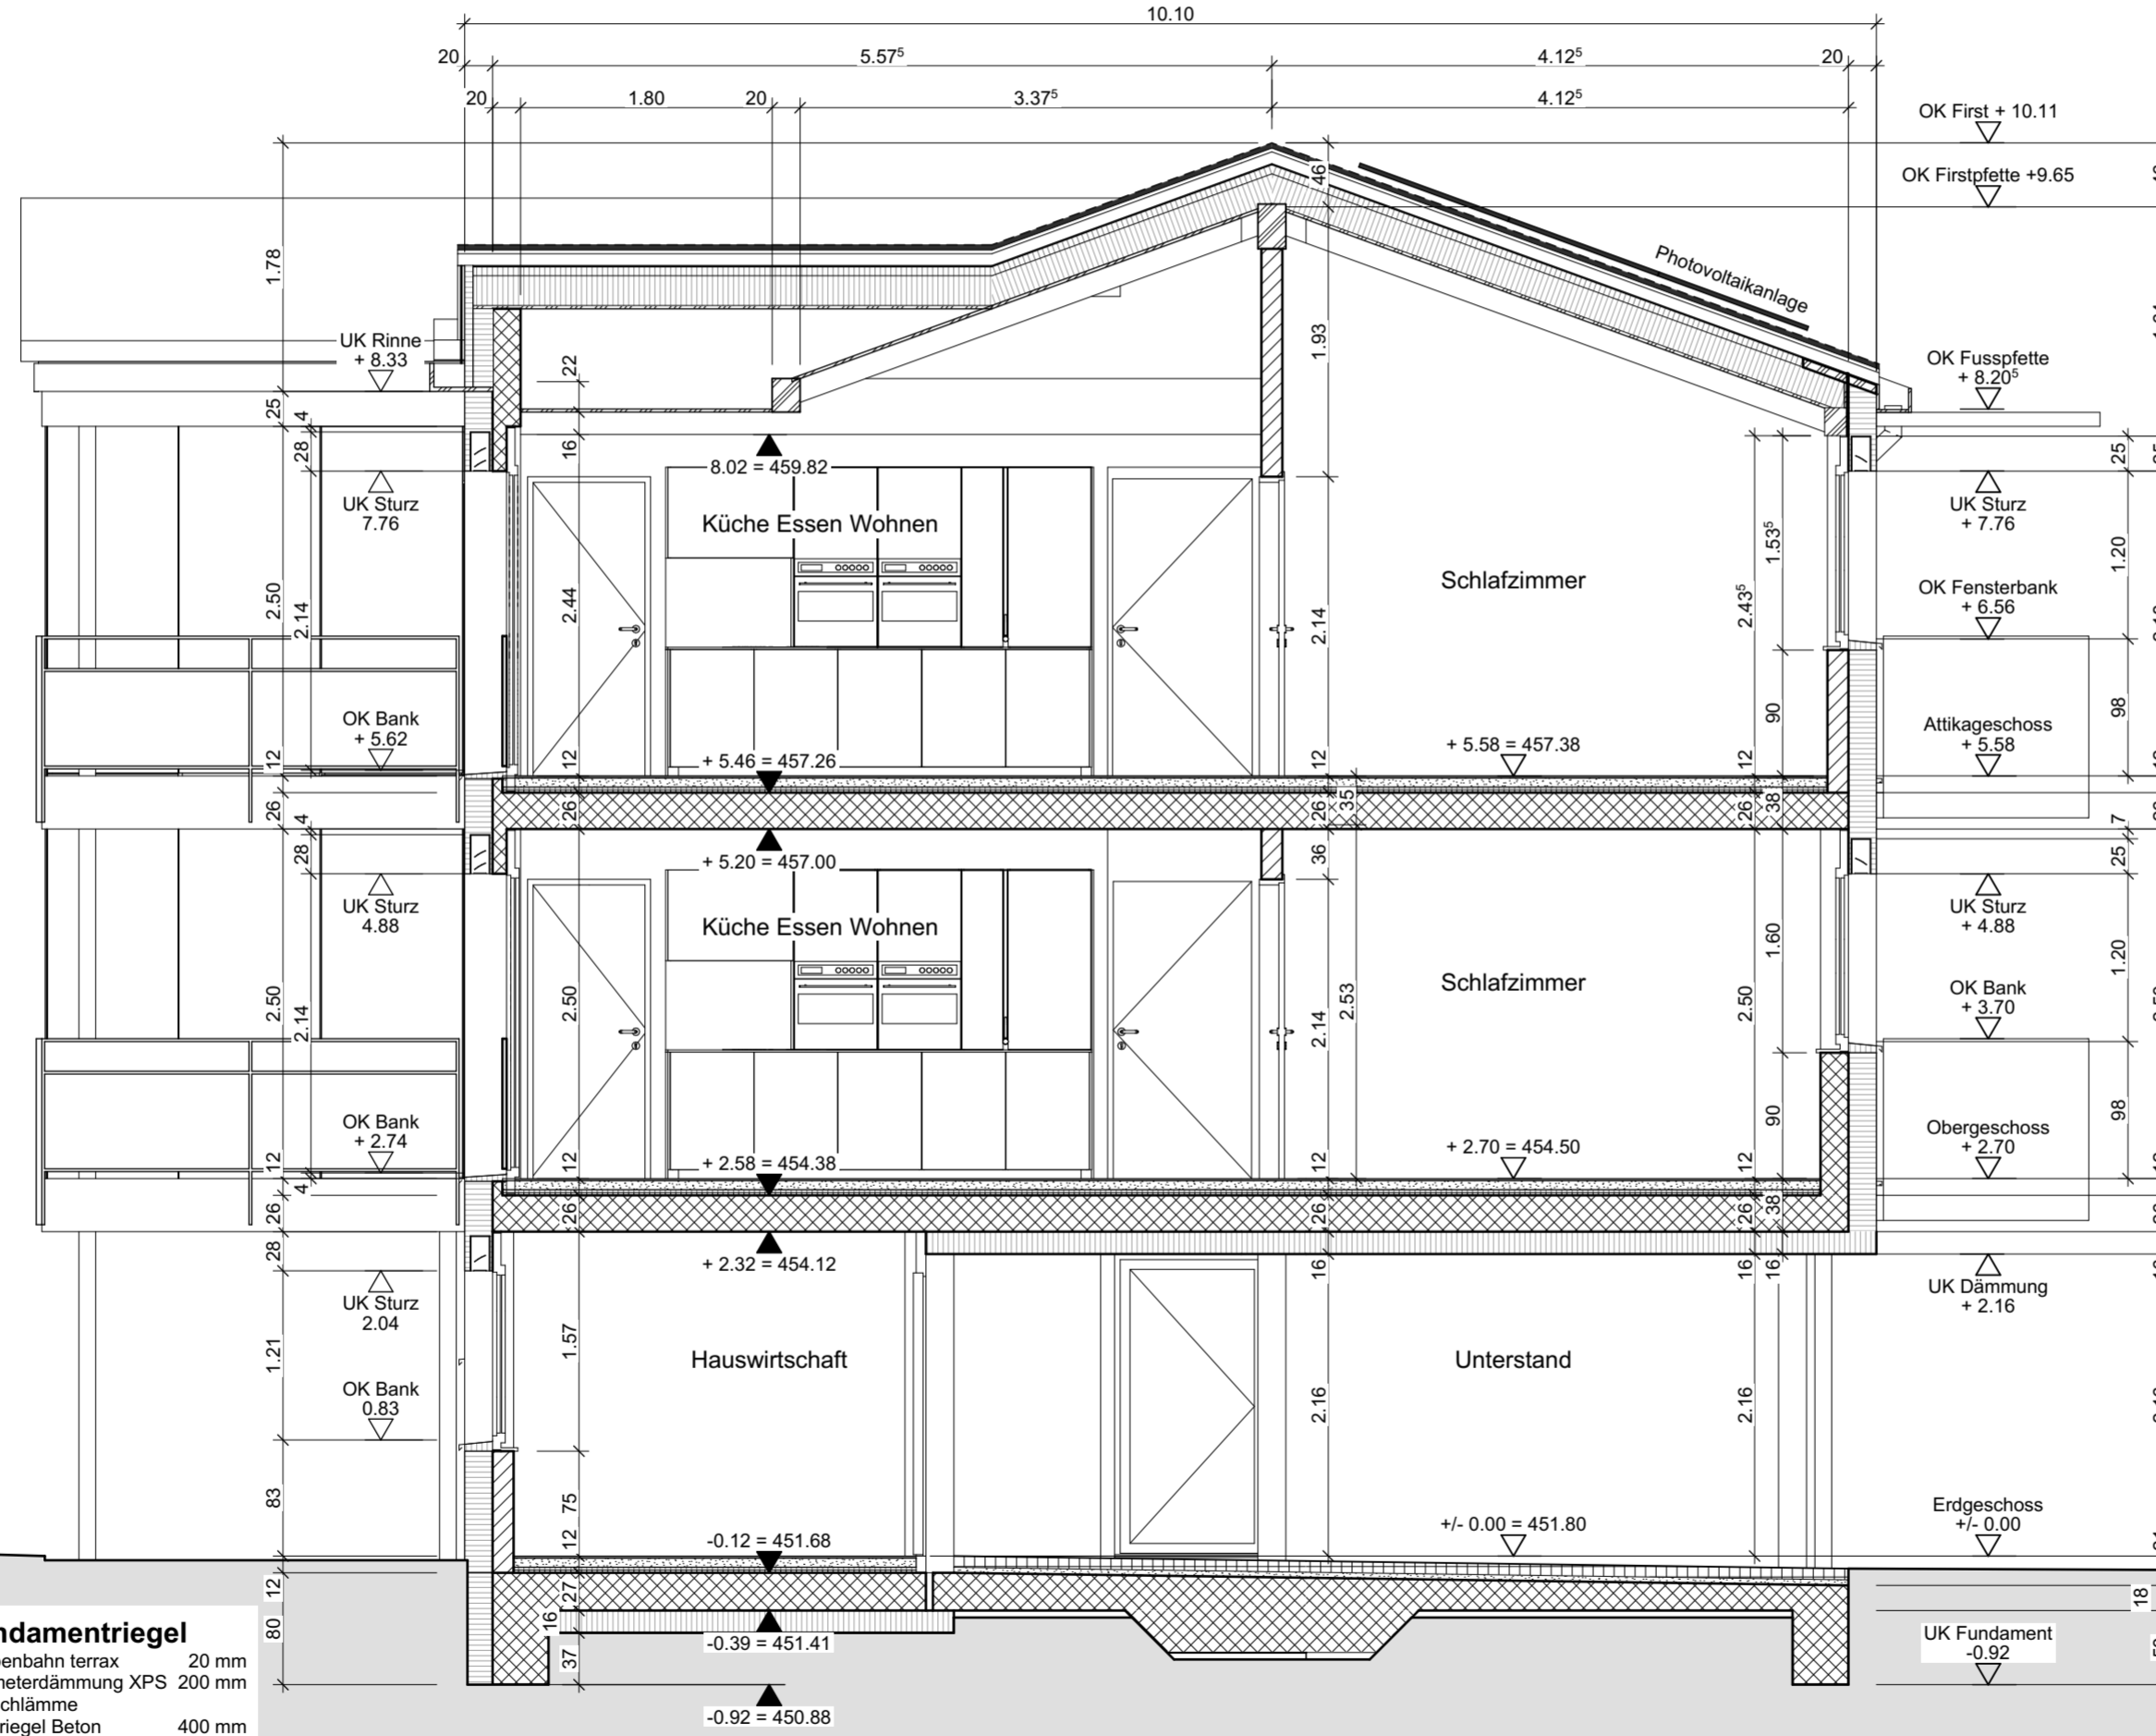 10.10
20
5.57⁵
4.12⁵
20
20
1.80
20
3.37⁵
4.12⁵
OK First + 10.11
OK Firstpfette +9.65
46
Photovoltaikanlage
1.78
1.93
UK Rinne
+ 8.33
22
OK Fusspfette
+ 8.20⁵
25
4
28
16
8.02 = 459.82
25
UK Sturz
7.76
Küche Essen Wohnen
UK Sturz
+ 7.76
1.53⁵
1.20
Schlafzimmer
2.50
2.14
2.44
2.14
2.43⁵
OK Fensterbank
+ 6.56
OK Bank
+ 5.62
90
98
Attikageschoss
+ 5.58
12
12
+ 5.46 = 457.26
12
+ 5.58 = 457.38
12
26
4
26
26
35
26
38
7
28
+ 5.20 = 457.00
36
25
UK Sturz
4.88
Küche Essen Wohnen
UK Sturz
+ 4.88
1.60
1.20
Schlafzimmer
2.50
2.14
2.50
2.14
2.53
2.50
OK Bank
+ 3.70
OK Bank
+ 2.74
90
98
Obergeschoss
+ 2.70
12
4
12
+ 2.58 = 454.38
12
+ 2.70 = 454.50
12
26
26
26
26
38
28
+ 2.32 = 454.12
16
16
16
UK Sturz
2.04
UK Dämmung
+ 2.16
1.21
1.57
Hauswirtschaft
Unterstand
OK Bank
0.83
2.16
2.16
83
75
12
-0.12 = 451.68
+/- 0.00 = 451.80
Erdgeschoss
+/- 0.00
12
27
18
80
16
-0.39 = 451.41
37
UK Fundament
-0.92
-0.92 = 450.88
ndamentriegel
enbahn terrax 20 mm
neterdämmung XPS 200 mm
chlämme
riegel Beton 400 mm